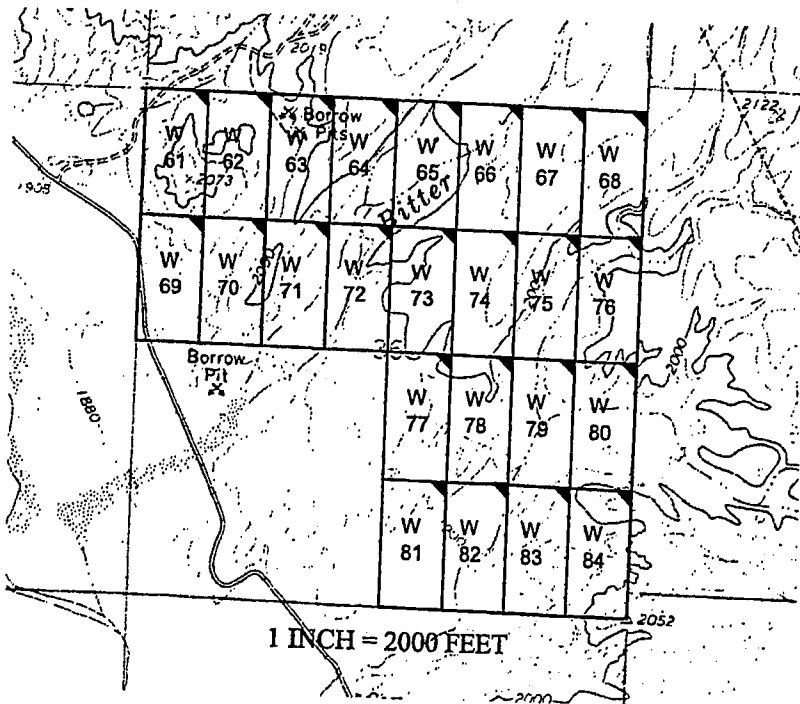 2122
Borrow
Pits
W
61
W
62
W
63
W
64
W
65
W
66
W
67
W
68
2073
Bitter
W
69
W
70
W
71
W
72
W
73
W
74
W
75
W
76
2000
Borrow
Pit
1880
W
77
W
78
W
79
W
80
W
81
W
82
W
83
W
84
2052
1 INCH = 2000 FEET
2000